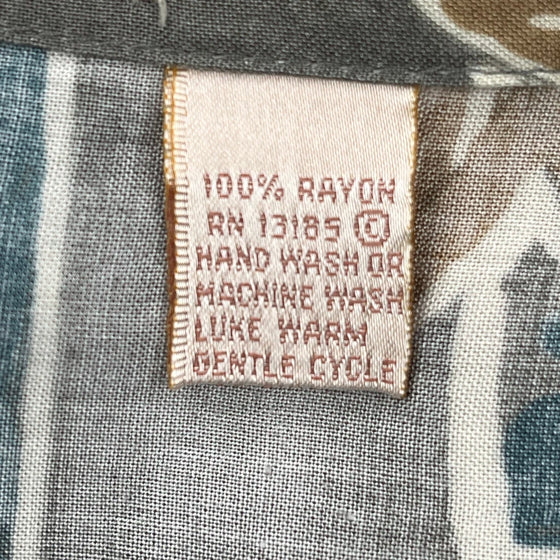 100% RAYON
RN 13185 ©
HAND WASH OR
MACHINE WASH
LUKE WARM
GENTLE CYCLE